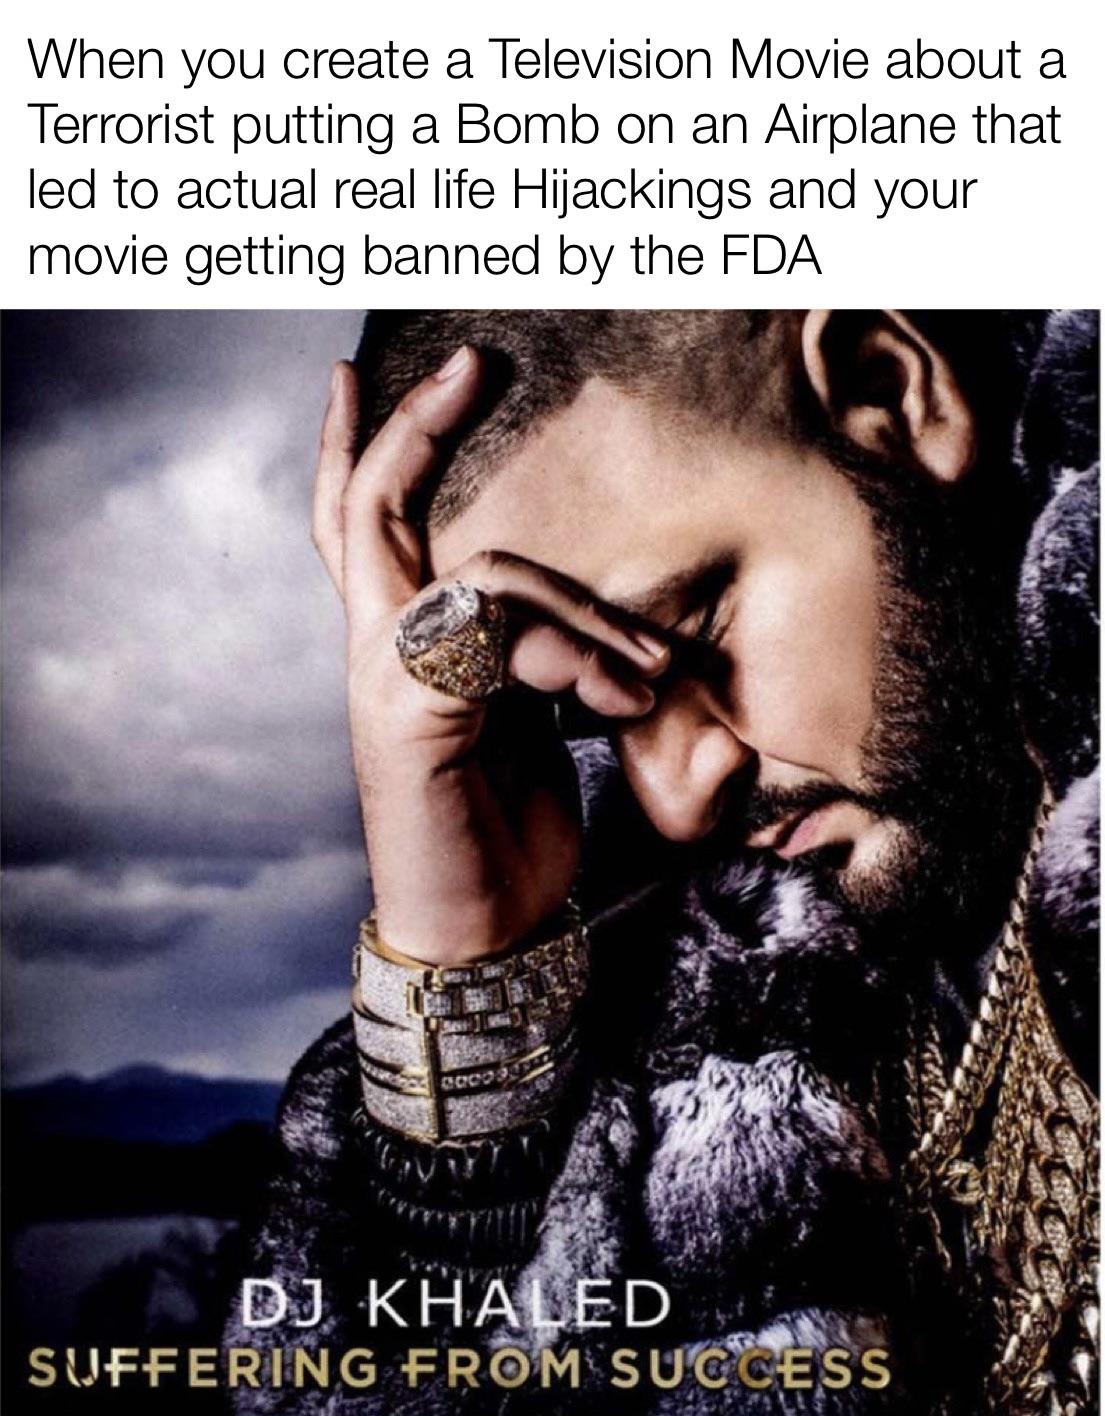 When you create a Television Movie about a
Terrorist putting a Bomb on an Airplane that
led to actual real life Hijackings and your
movie getting banned by the FDA
DJ KHALED
SUFFERING FROM SUCCESS